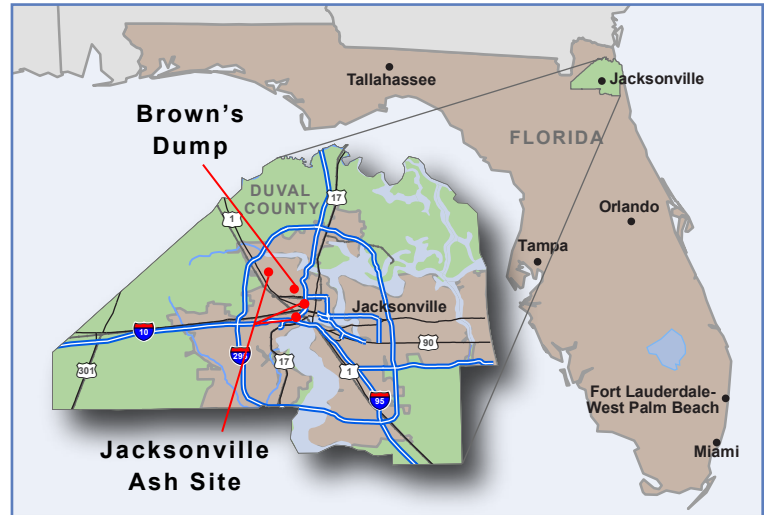 Tallahassee
Jacksonville
Brown's
Dump
FLORIDA
DUVAL
COUNTY
17
1
Orlando
Tampa
Jacksonville
10
90
295
301
17
1
95
Fort Lauderdale-
West Palm Beach
Jacksonville
Ash Site
Miami